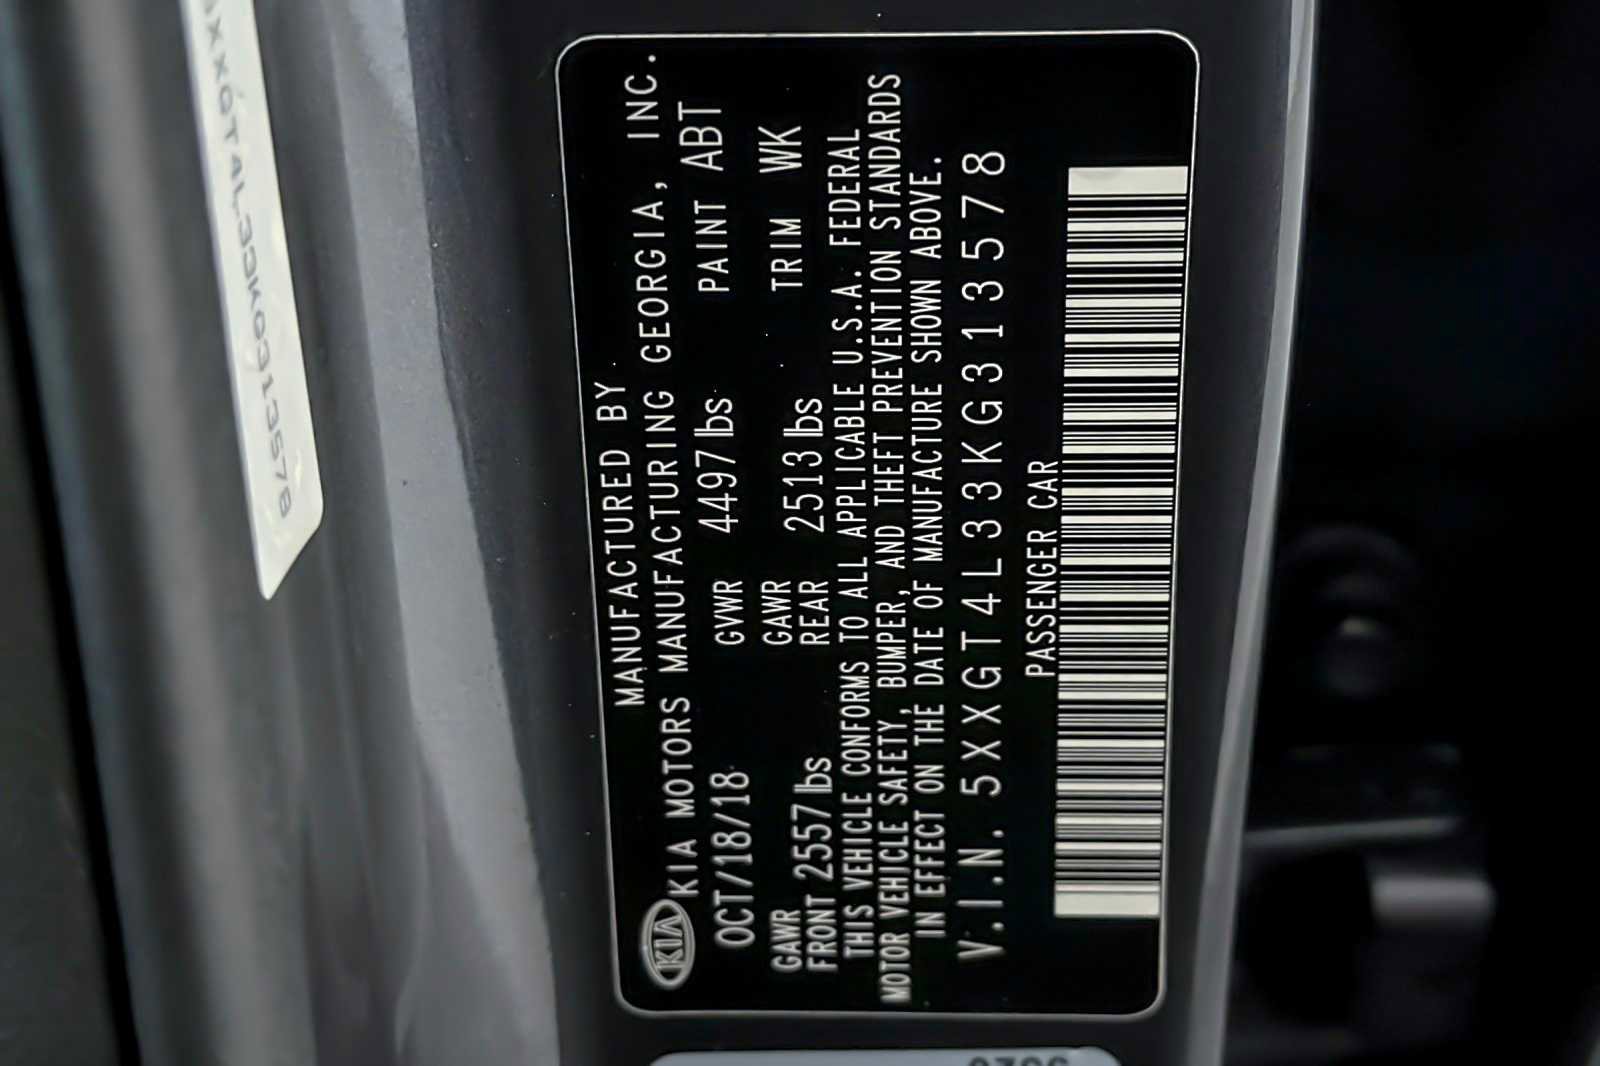 MANUFACTURED BY
KIA KIA MOTORS MANUFACTURING GEORGIA, INC.
OCT/18/18 GVWR 4497 lbs PAINT ABT
GAWR FRONT 2557 lbs GAWR REAR 2513 lbs TRIM WK
THIS VEHICLE CONFORMS TO ALL APPLICABLE U.S.A. FEDERAL
MOTOR VEHICLE SAFETY, BUMPER, AND THEFT PREVENTION STANDARDS
IN EFFECT ON THE DATE OF MANUFACTURE SHOWN ABOVE.
V.I.N. 5XXGT4L33KG313578
PASSENGER CAR
XXGT4L33KG313578